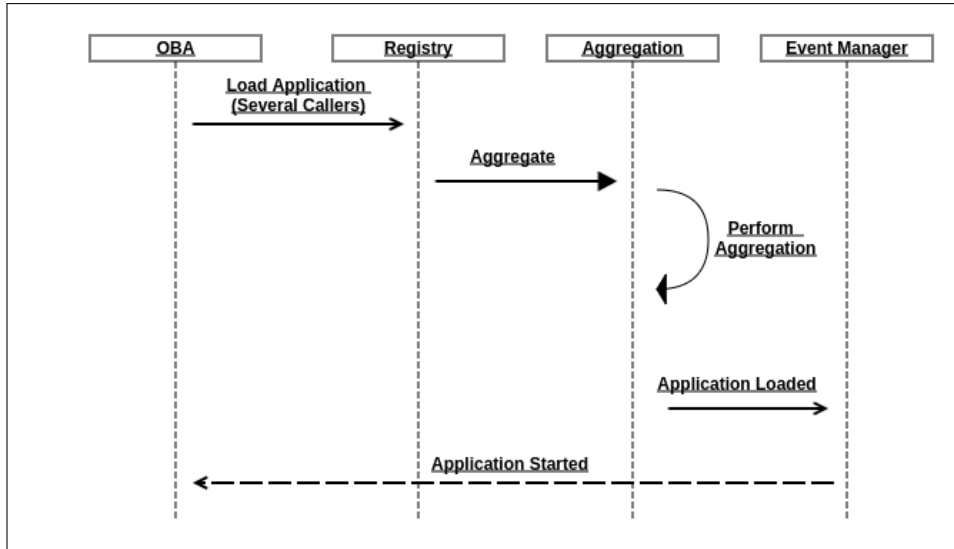 OBA
Registry
Aggregation
Event Manager
Load Application
(Several Callers)
Aggregate
Perform
Aggregation
Application Loaded
Application Started